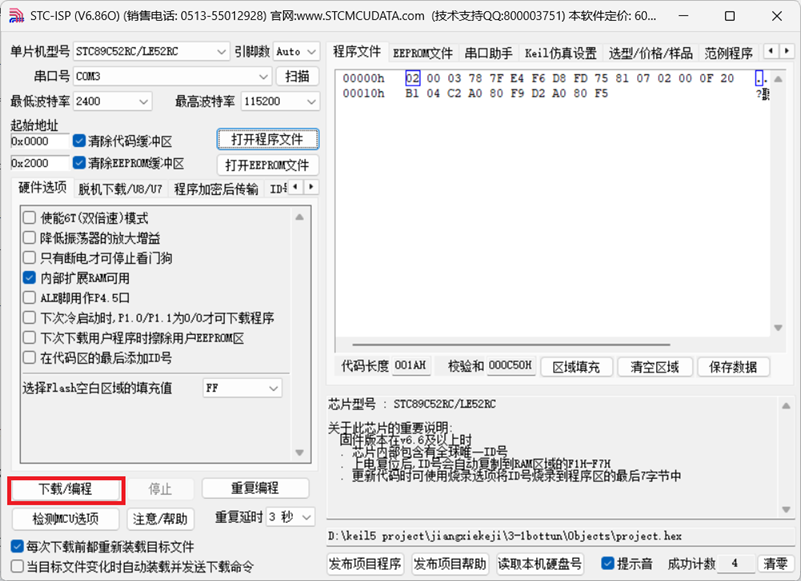 STC-ISP (V6.86O) (销售电话: 0513-55012928) 官网:www.STCMCUDATA.com (技术支持QQ:800003751) 本软件定价: 60...
单片机型号 STC89C52RC/LE52RC 引脚数 Auto
串口号 COM3 扫描
最低波特率 2400 最高波特率 115200
起始地址
0x0000 清除代码缓冲区 打开程序文件
0x2000 清除EEPROM缓冲区 打开EEPROM文件
硬件选项 脱机下载/U8/U7 程序加密后传输 ID号
使能6T(双倍速)模式
降低振荡器的放大增益
只有断电才可停止看门狗
内部扩展RAM可用
ALE脚用作P4.5口
下次冷启动时,P1.0/P1.1为0/0才可下载程序
下次下载用户程序时擦除用户EEPROM区
在代码区的最后添加ID号
选择Flash空白区域的填充值 FF
下载/编程 停止 重复编程
检测MCU选项 注意/帮助 重复延时 3 秒
每次下载前都重新装载目标文件
当目标文件变化时自动装载并发送下载命令
程序文件 EEPROM文件 串口助手 Keil仿真设置 选型/价格/样品 范例程序
00000h 02 00 03 78 7F E4 F6 D8 FD 75 81 07 02 00 0F 20
00010h B1 04 C2 A0 80 F9 D2 A0 80 F5
代码长度 001AH 校验和 000C50H 区域填充 清空区域 保存数据
芯片型号 : STC89C52RC/LE52RC
关于此芯片的重要说明:
固件版本在v6.6及以上时
. 芯片内部包含有全球唯一ID号
. 上电复位后,ID号会自动复制到RAM区域的F1H-F7H
. 更新代码时可使用烧录选项将ID号烧录到程序区的最后7字节中
D:\keil5 project\jiangxiekeji\3-1bottun\Objects\project.hex
发布项目程序 发布项目帮助 读取本机硬盘号 提示音 成功计数 4 清零